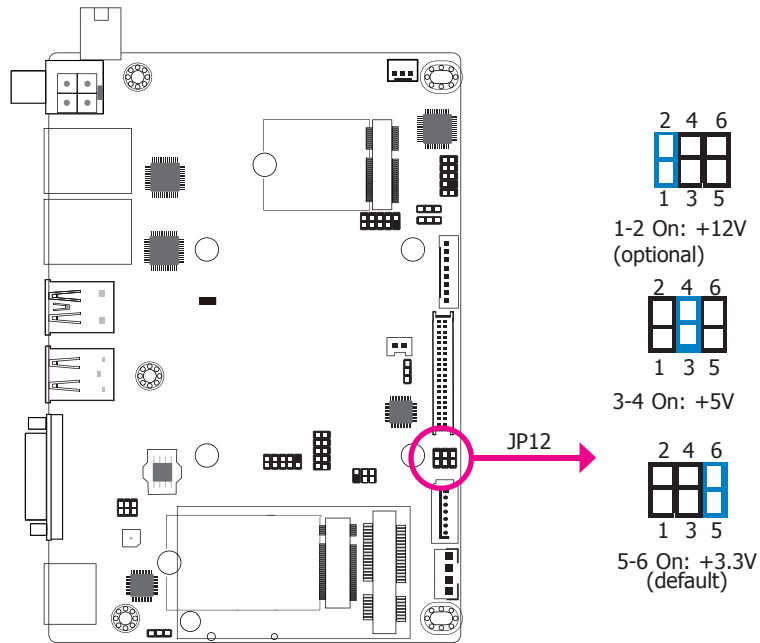 2 4 6
1 3 5
1-2 On: +12V
(optional)
2 4 6
1 3 5
3-4 On: +5V
JP12
2 4 6
1 3 5
5-6 On: +3.3V
(default)